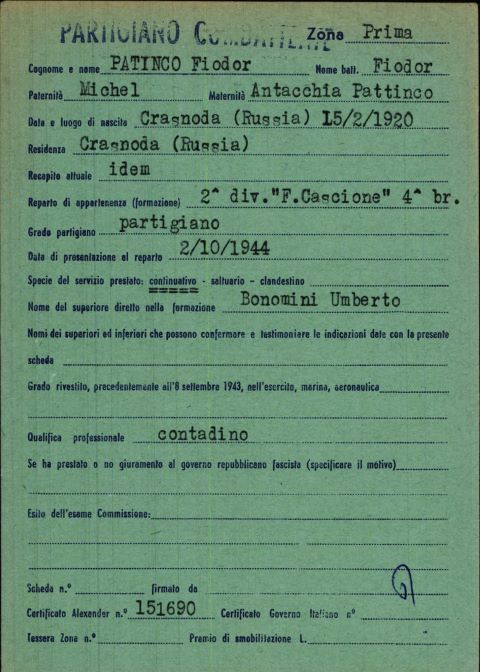 PARTIGIANO COMBATTENTE Zona Prima
Cognome e nome PATINCO Fiodor Nome batt. Fiodor
Paternità Michel Maternità Antacchia Pattinco
Data e luogo di nascita Crasnoda (Russia) 15/2/1920
Residenza Crasnoda (Russia)
Recapito attuale idem
Reparto di appartenenza (formazione) 2^ div."F.Cascione" 4^ br.
Grado partigiano partigiano
Data di presentazione al reparto 2/10/1944
Specie del servizio prestato: continuativo - saltuario - clandestino
Nome del superiore diretto nella formazione Bonomini Umberto
Nomi dei superiori ed inferiori che possono confermare e testimoniare le indicazioni date con la presente
scheda
Grado rivestito, precedentemente all'8 settembre 1943, nell'esercito, marina, aeronautica
Qualifica professionale contadino
Se ha prestato o no giuramento al governo repubblicano fascista (specificare il motivo)
Esito dell'esame Commissione:
Scheda n.° firmato da
Certificato Alexander n.° 151690 Certificato Governo Italiano n°
Tessera Zona n.° Premio di smobilitazione L.